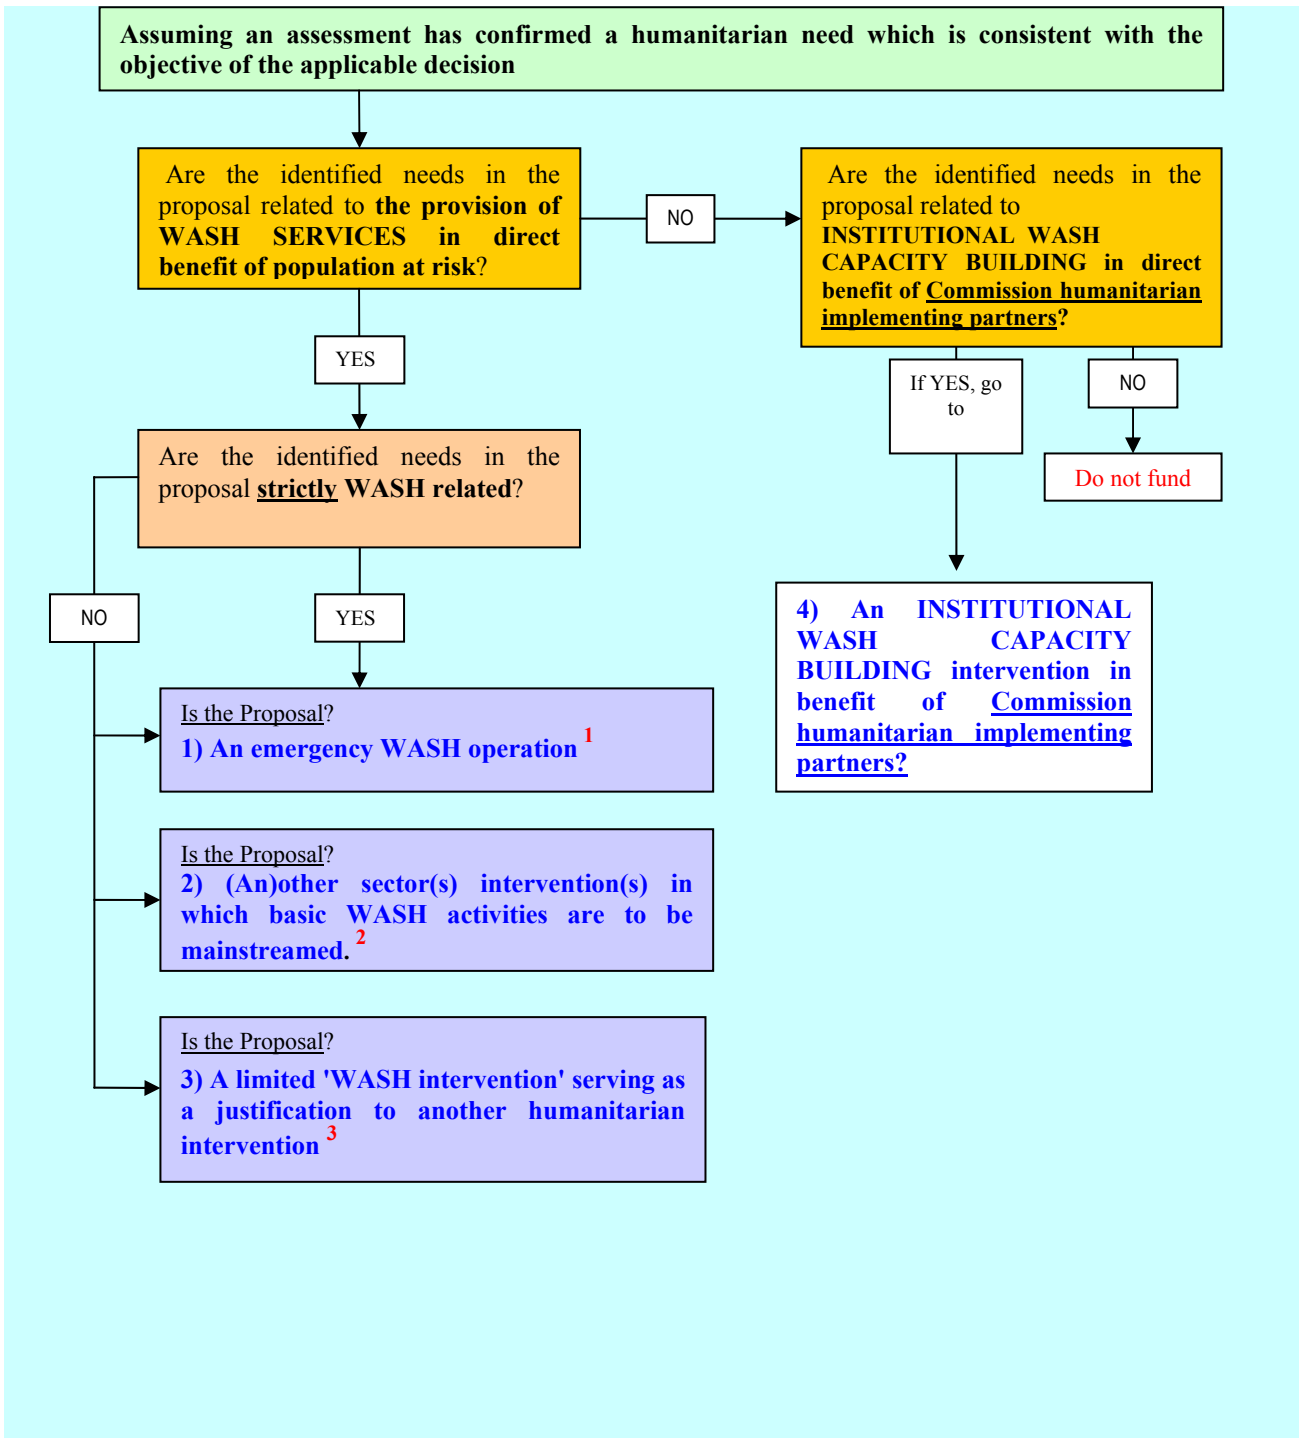 Assuming an assessment has confirmed a humanitarian need which is consistent with the
objective of the applicable decision
Are the identified needs in the
proposal related to the provision of
WASH SERVICES in direct
benefit of population at risk?
NO
Are the identified needs in the
proposal related to
INSTITUTIONAL WASH
CAPACITY BUILDING in direct
benefit of Commission humanitarian
implementing partners?
YES
If YES, go
to
NO
Do not fund
Are the identified needs in the
proposal strictly WASH related?
NO
YES
4) An INSTITUTIONAL
WASH CAPACITY
BUILDING intervention in
benefit of Commission
humanitarian implementing
partners?
Is the Proposal?
1) An emergency WASH operation 1
Is the Proposal?
2) (An)other sector(s) intervention(s) in
which basic WASH activities are to be
mainstreamed. 2
Is the Proposal?
3) A limited 'WASH intervention' serving as
a justification to another humanitarian
intervention 3